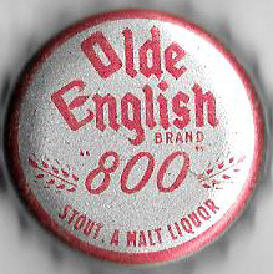 Olde
English
BRAND
"800"
STOUT, A MALT LIQUOR